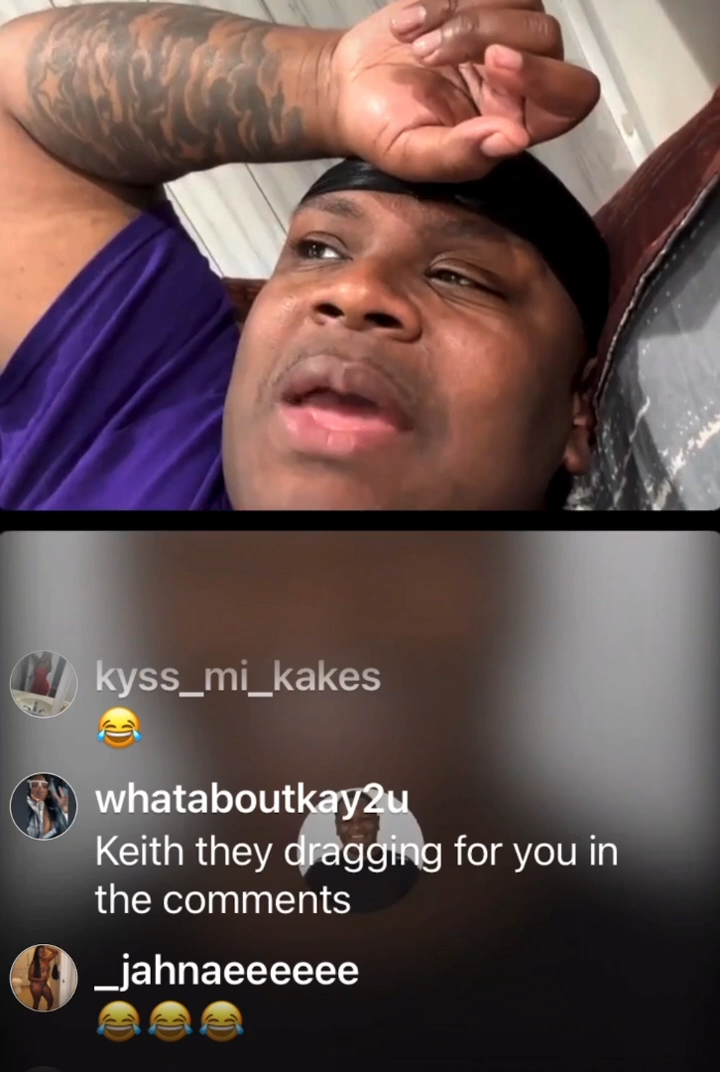 kyss_mi_kakes
😂
whataboutkay2u
Keith they dragging for you in
the comments
_jahnaeeeeee
😂😂😂